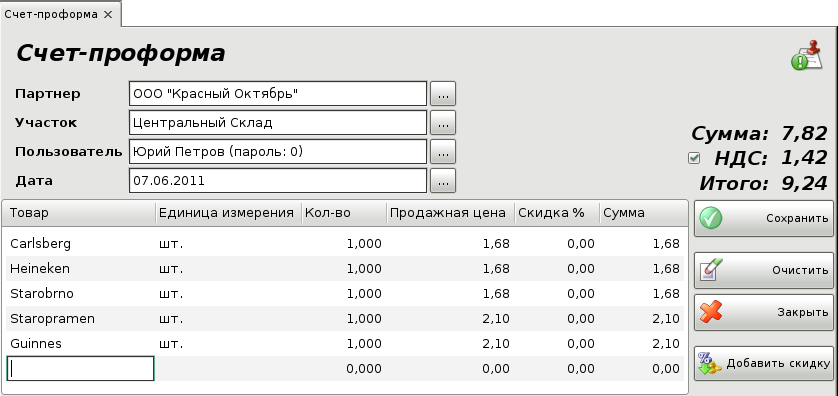 Счет-проформа
Счет-проформа
Партнер ООО "Красный Октябрь" ...
Участок Центральный Склад ...
Пользователь Юрий Петров (пароль: 0) ...
Дата 07.06.2011 ...
Сумма: 7,82
НДС: 1,42
Итого: 9,24
Товар Единица измерения Кол-во Продажная цена Скидка % Сумма
Carlsberg шт. 1,000 1,68 0,00 1,68
Heineken шт. 1,000 1,68 0,00 1,68
Starobrno шт. 1,000 1,68 0,00 1,68
Staropramen шт. 1,000 2,10 0,00 2,10
Guinnes шт. 1,000 2,10 0,00 2,10
0,000 0,00 0,00 0,00
Сохранить
Очистить
Закрыть
Добавить скидку